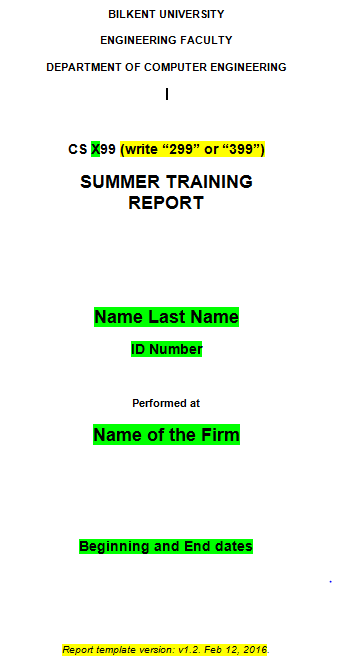 BILKENT UNIVERSITY
ENGINEERING FACULTY
DEPARTMENT OF COMPUTER ENGINEERING
CS X99 (write “299” or “399”)
SUMMER TRAINING
REPORT
Name Last Name
ID Number
Performed at
Name of the Firm
Beginning and End dates
Report template version: v1.2. Feb 12, 2016.